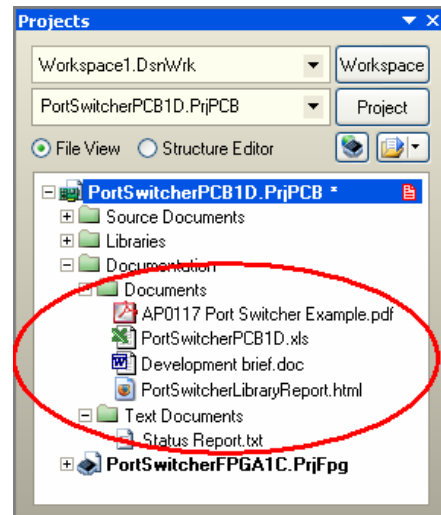 Projects
Workspace1.DsnWrk
Workspace
PortSwitcherPCB1D.PrjPCB
Project
File View
Structure Editor
PortSwitcherPCB1D.PrjPCB *
Source Documents
Libraries
Documentation
Documents
AP0117 Port Switcher Example.pdf
PortSwitcherPCB1D.xls
Development brief.doc
PortSwitcherLibraryReport.html
Text Documents
Status Report.txt
PortSwitcherFPGA1C.PrjFpg